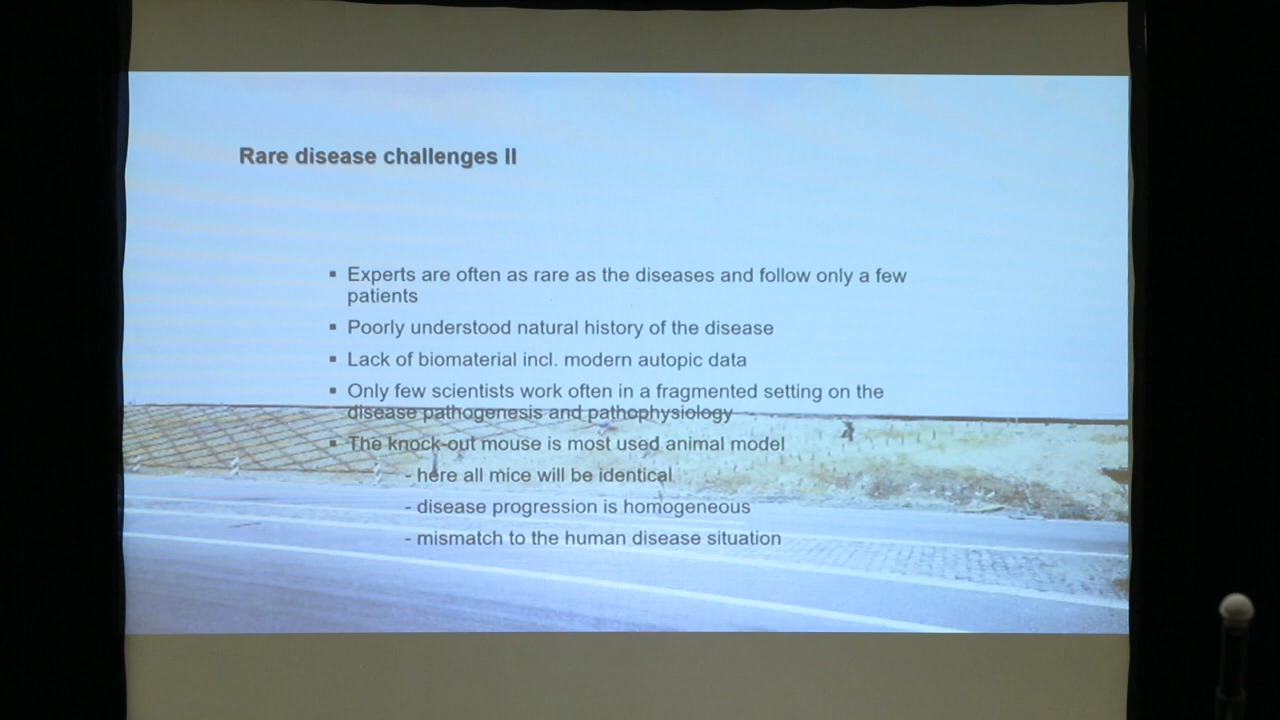 Rare disease challenges II
▪ Experts are often as rare as the diseases and follow only a few
patients
▪ Poorly understood natural history of the disease
▪ Lack of biomaterial incl. modern autopic data
▪ Only few scientists work often in a fragmented setting on the
disease pathogenesis and pathophysiology
▪ The knock-out mouse is most used animal model
- here all mice will be identical
- disease progression is homogeneous
- mismatch to the human disease situation